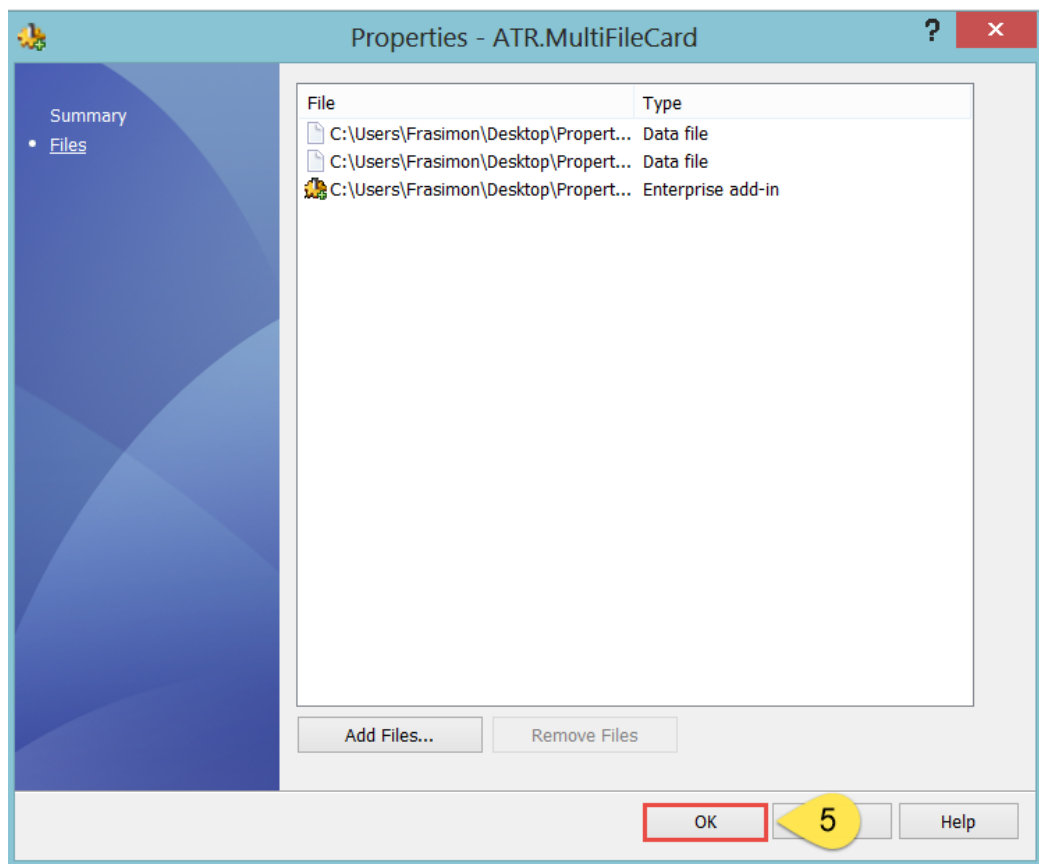 Properties - ATR.MultiFileCard
?
Summary
• Files
File Type
C:\Users\Frasimon\Desktop\Propert... Data file
C:\Users\Frasimon\Desktop\Propert... Data file
C:\Users\Frasimon\Desktop\Propert... Enterprise add-in
Add Files... Remove Files
OK 5 Help